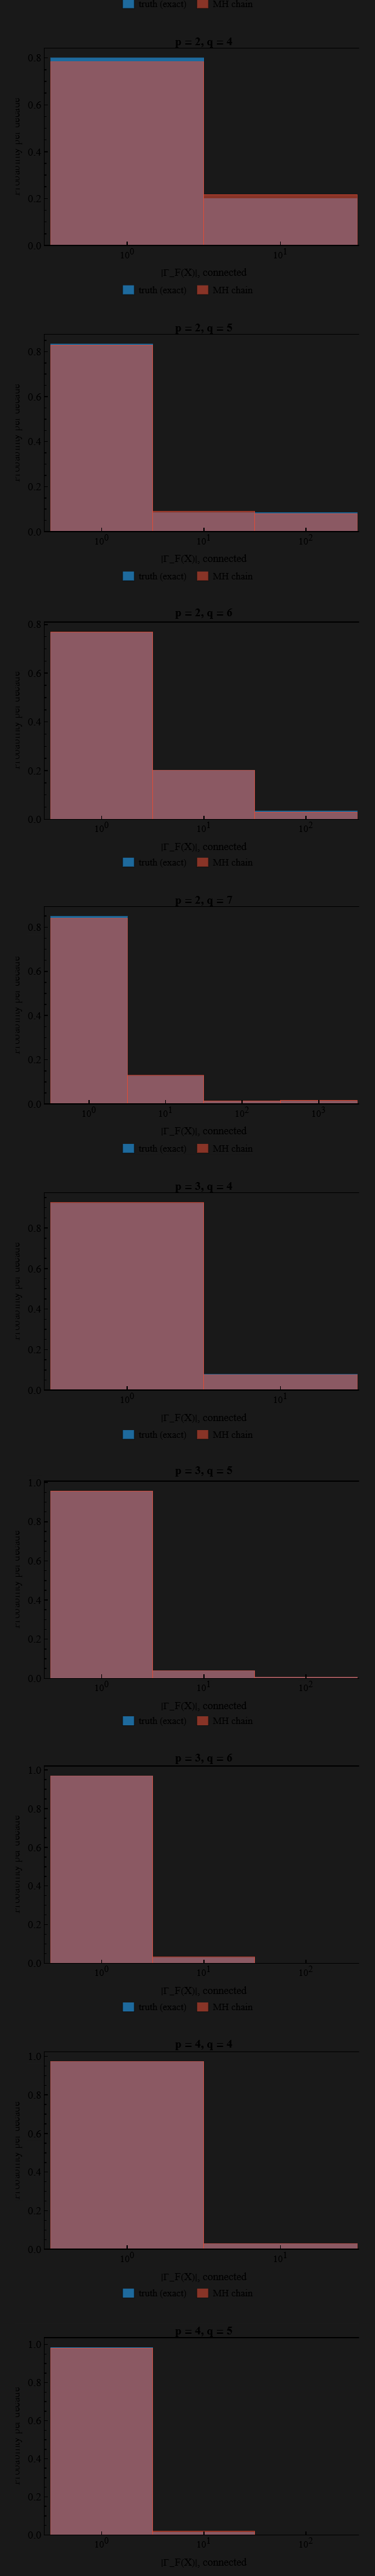 truth (exact) MH chain
p = 2, q = 4
0.8
0.6
0.4
0.2
0.0
10⁰ 10¹
|Γ_F(X)|, connected
truth (exact) MH chain
p = 2, q = 5
0.8
0.6
0.4
0.2
0.0
10⁰ 10¹ 10²
|Γ_F(X)|, connected
truth (exact) MH chain
p = 2, q = 6
0.8
0.6
0.4
0.2
0.0
10⁰ 10¹ 10²
|Γ_F(X)|, connected
truth (exact) MH chain
p = 2, q = 7
0.8
0.6
0.4
0.2
0.0
10⁰ 10¹ 10² 10³
|Γ_F(X)|, connected
truth (exact) MH chain
p = 3, q = 4
0.8
0.6
0.4
0.2
0.0
10⁰ 10¹
|Γ_F(X)|, connected
truth (exact) MH chain
p = 3, q = 5
1.0
0.8
0.6
0.4
0.2
0.0
10⁰ 10¹ 10²
|Γ_F(X)|, connected
truth (exact) MH chain
p = 3, q = 6
1.0
0.8
0.6
0.4
0.2
0.0
10⁰ 10¹ 10²
|Γ_F(X)|, connected
truth (exact) MH chain
p = 4, q = 4
1.0
0.8
0.6
0.4
0.2
0.0
10⁰ 10¹
|Γ_F(X)|, connected
truth (exact) MH chain
p = 4, q = 5
1.0
0.8
0.6
0.4
0.2
0.0
10⁰ 10¹ 10²
|Γ_F(X)|, connected